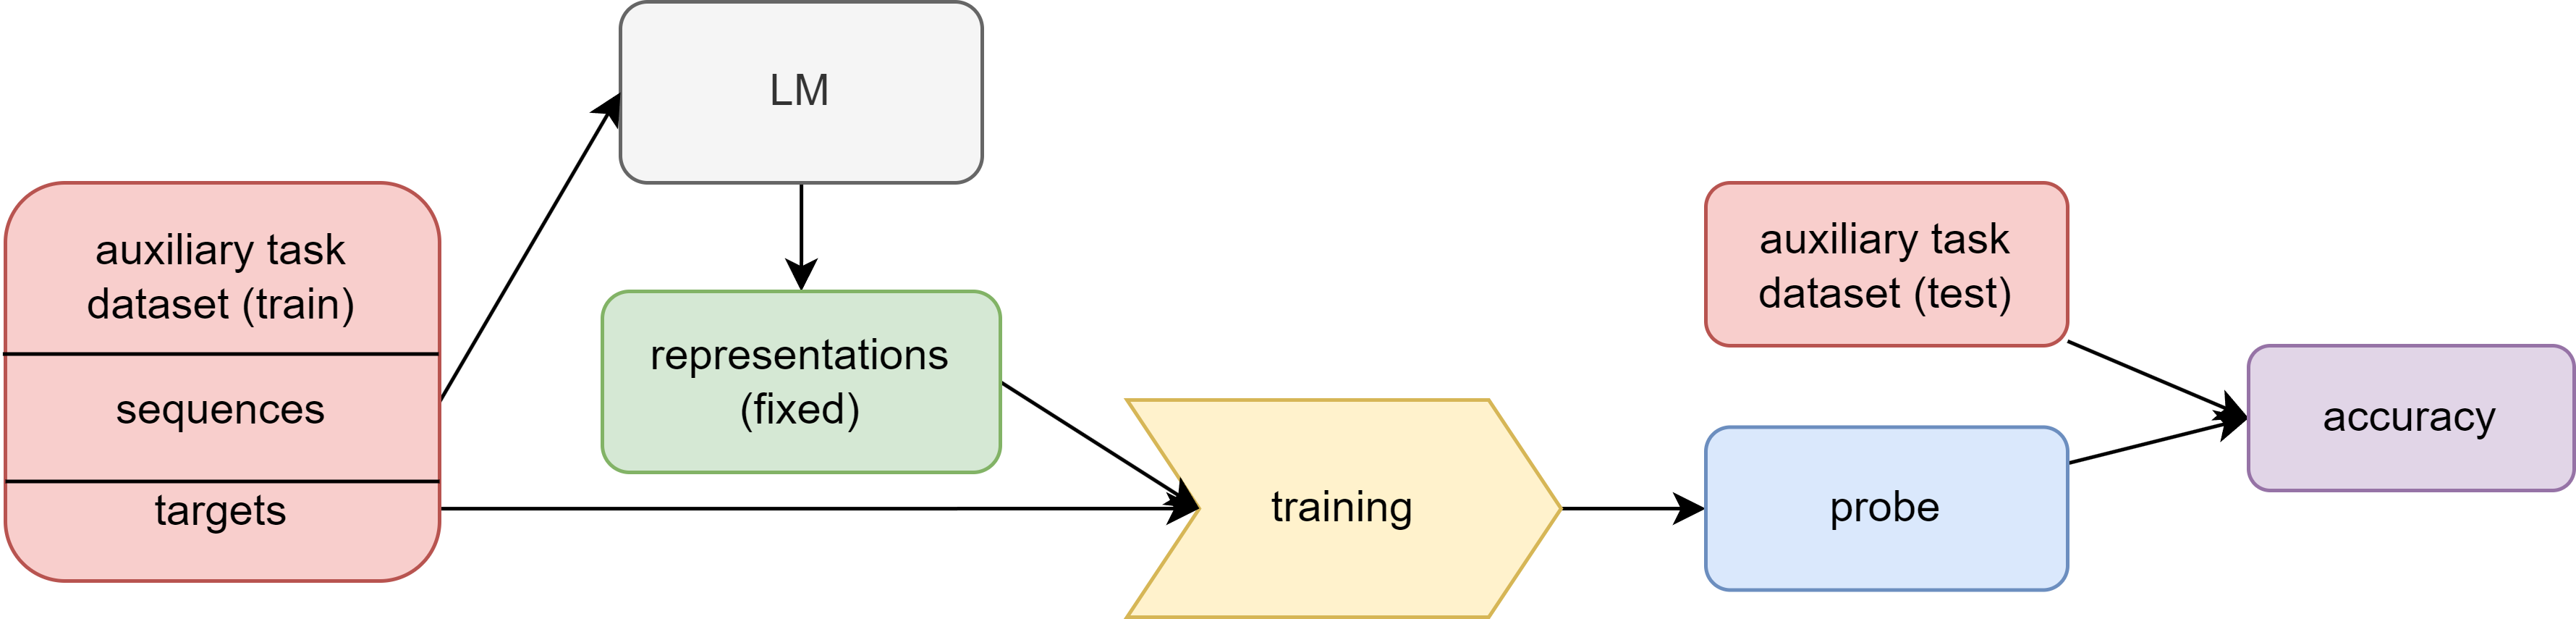 LM
auxiliary task
dataset (train)
sequences
targets
representations
(fixed)
training
auxiliary task
dataset (test)
probe
accuracy